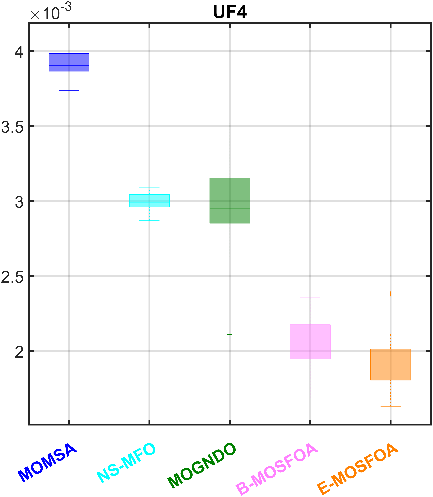 ×10⁻³
UF4
4
3.5
3
2.5
2
MOMSA
NS-MFO
MOGNDO
B-MOSFOA
E-MOSFOA